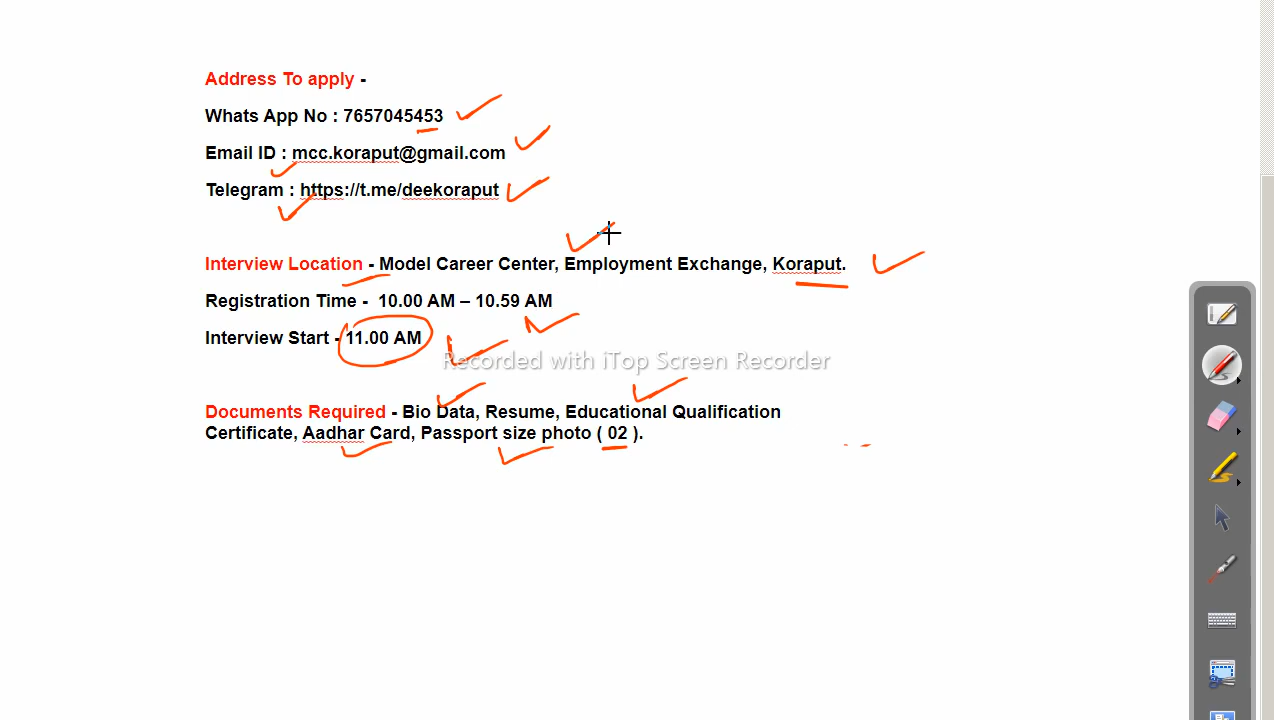 Address To apply -
Whats App No : 7657045453
Email ID : mcc.koraput@gmail.com
Telegram : https://t.me/deekoraput
Interview Location - Model Career Center, Employment Exchange, Koraput.
Registration Time - 10.00 AM – 10.59 AM
Interview Start - 11.00 AM
Recorded with iTop Screen Recorder
Documents Required - Bio Data, Resume, Educational Qualification
Certificate, Aadhar Card, Passport size photo ( 02 ).